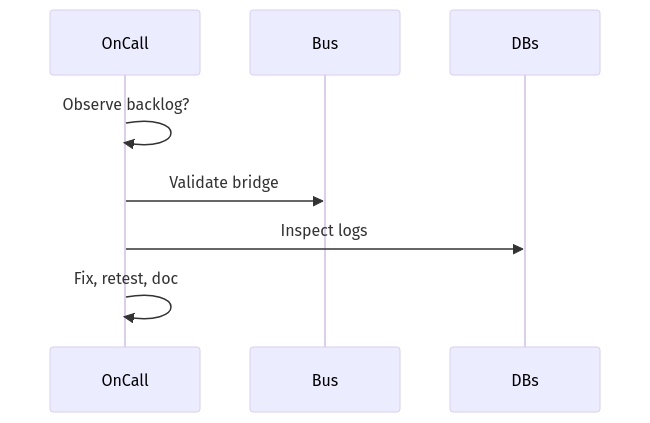 OnCall
Bus
DBs
Observe backlog?
Validate bridge
Inspect logs
Fix, retest, doc
OnCall
Bus
DBs